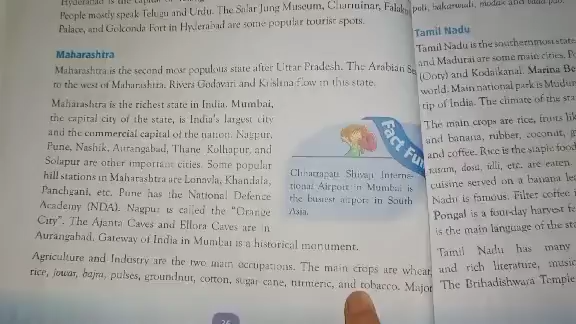 People mostly speak Telugu and Urdu. The Salar Jung Museum, Charminar, Falaknuma
Palace, and Golconda Fort in Hyderabad are some popular tourist spots.
Maharashtra
Maharashtra is the second most populous state after Uttar Pradesh. The Arabian
to the west of Maharashtra. Rivers Godavari and Krishna flow in this state.
Maharashtra is the richest state in India. Mumbai,
the capital city of the state, is India's largest city
and the commercial capital of the nation. Nagpur,
Pune, Nashik, Aurangabad, Thane, Kolhapur, and
Solapur are other important cities. Some popular
hill stations in Maharashtra are Lonavla, Khandala,
Panchgani, etc. Pune has the National Defence
Academy (NDA). Nagpur is called the "Orange
City". The Ajanta Caves and Ellora Caves are in
Aurangabad. Gateway of India in Mumbai is a historical monument.
Agriculture and Industry are the two main occupations. The main crops are wheat,
rice, jowar, bajra, pulses, groundnut, cotton, sugar cane, turmeric, and tobacco. Major
Fact Fun
Chhatrapati Shivaji Interna-
tional Airport in Mumbai is
the busiest airport in South
Asia.
26
Tamil Nadu
Tamil Nadu is the southernmost state
and Madurai are some main cities.
(Ooty) and Kodaikanal. Marina
world. Main national park is
tip of India. The climate of the
The main crops are rice, fruits
and banana, rubber, coconut,
and coffee. Rice is the staple food
rasam, dosa, idli, etc. are eaten.
cuisine served on a banana
Nadu is famous. Filter coffee
Pongal is a four-day harvest
is the main language of the
Tamil Nadu has many
and rich literature, music
The Brihadishwara Temple